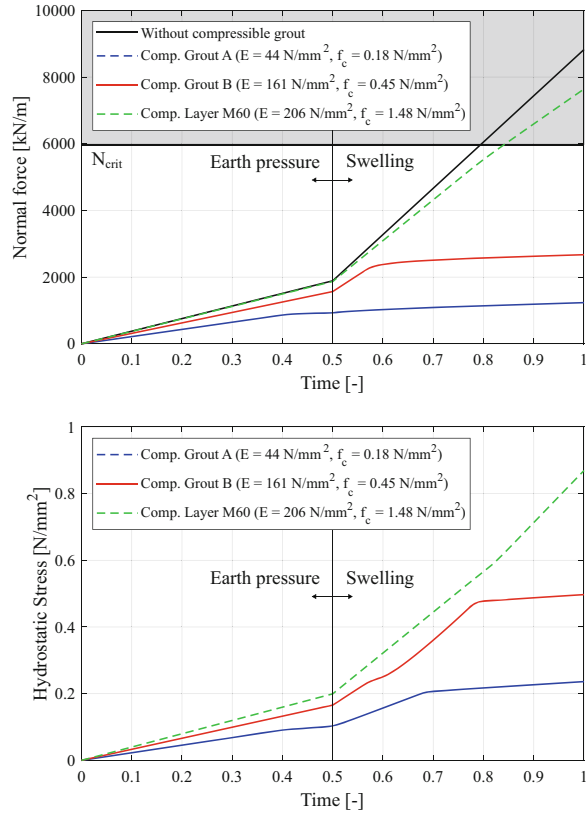 10000
8000
6000
4000
2000
0
Normal force [kN/m]
Without compressible grout
Comp. Grout A (E = 44 N/mm², f_c = 0.18 N/mm²)
Comp. Grout B (E = 161 N/mm², f_c = 0.45 N/mm²)
Comp. Layer M60 (E = 206 N/mm², f_c = 1.48 N/mm²)
N_crit
Earth pressure Swelling
0 0.1 0.2 0.3 0.4 0.5 0.6 0.7 0.8 0.9 1
Time [-]
1
0.8
0.6
0.4
0.2
0
Hydrostatic Stress [N/mm²]
Comp. Grout A (E = 44 N/mm², f_c = 0.18 N/mm²)
Comp. Grout B (E = 161 N/mm², f_c = 0.45 N/mm²)
Comp. Layer M60 (E = 206 N/mm², f_c = 1.48 N/mm²)
Earth pressure Swelling
0 0.1 0.2 0.3 0.4 0.5 0.6 0.7 0.8 0.9 1
Time [-]